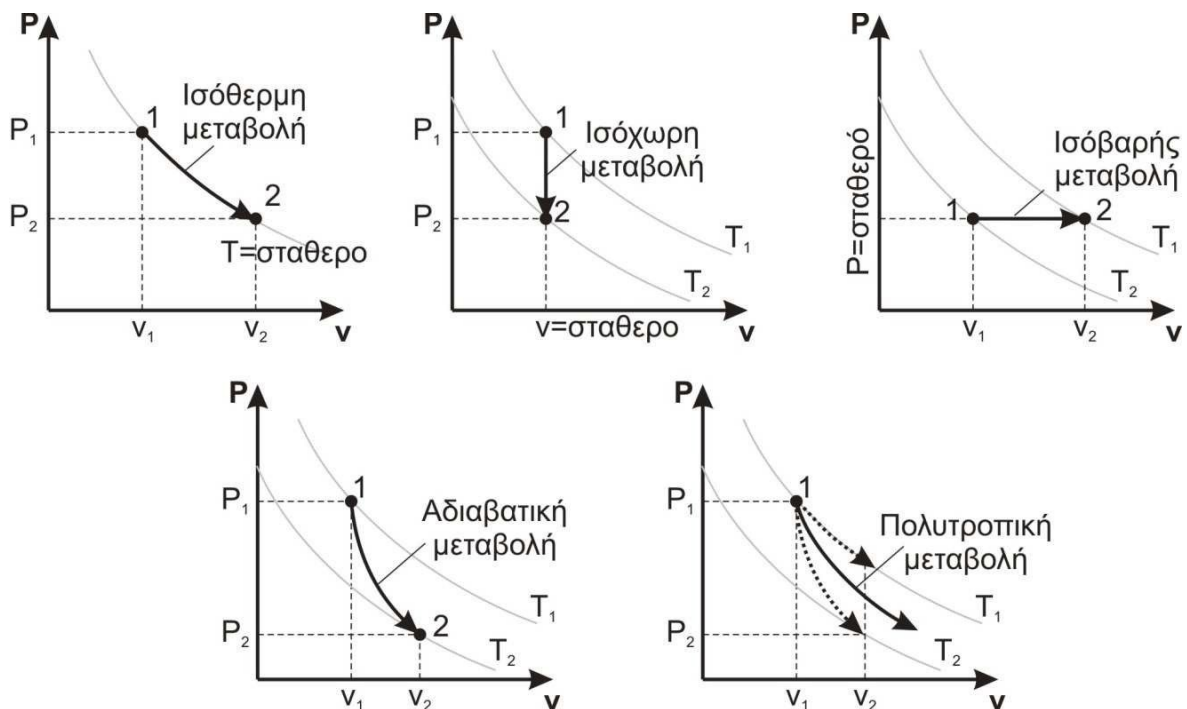 P
1
Ισόθερμη
μεταβολή
P₁
2
P₂
T=σταθερο
v₁
v₂
v
P
1
Ισόχωρη
μεταβολή
P₁
P₂
2
T₁
T₂
v=σταθερο
v
P
P=σταθερό
Ισόβαρής
μεταβολή
1
2
T₁
T₂
v₁
v₂
v
P
1
P₁
Αδιαβατική
μεταβολή
2
P₂
T₁
T₂
v₁
v₂
v
P
1
P₁
Πολυτροπική
μεταβολή
P₂
T₁
T₂
v₁
v₂
v